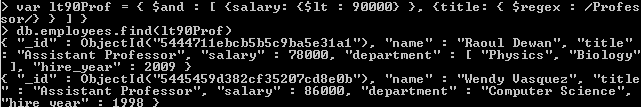 > var lt90Prof = { $and : [ {salary: {$lt : 90000} }, {title: { $regex : /Profes
sor/} } ] }
> db.employees.find(lt90Prof)
{ "_id" : ObjectId("5444711ebcb5b5c9ba5e31a1"), "name" : "Raoul Dewan", "title"
: "Assistant Professor", "salary" : 78000, "department" : [ "Physics", "Biology"
 ], "hire_year" : 2009 }
{ "_id" : ObjectId("5445459d382cf35207cd8e0b"), "name" : "Wendy Vasquez", "title
" : "Assistant Professor", "salary" : 86000, "department" : "Computer Science",
"hire_year" : 1998 }